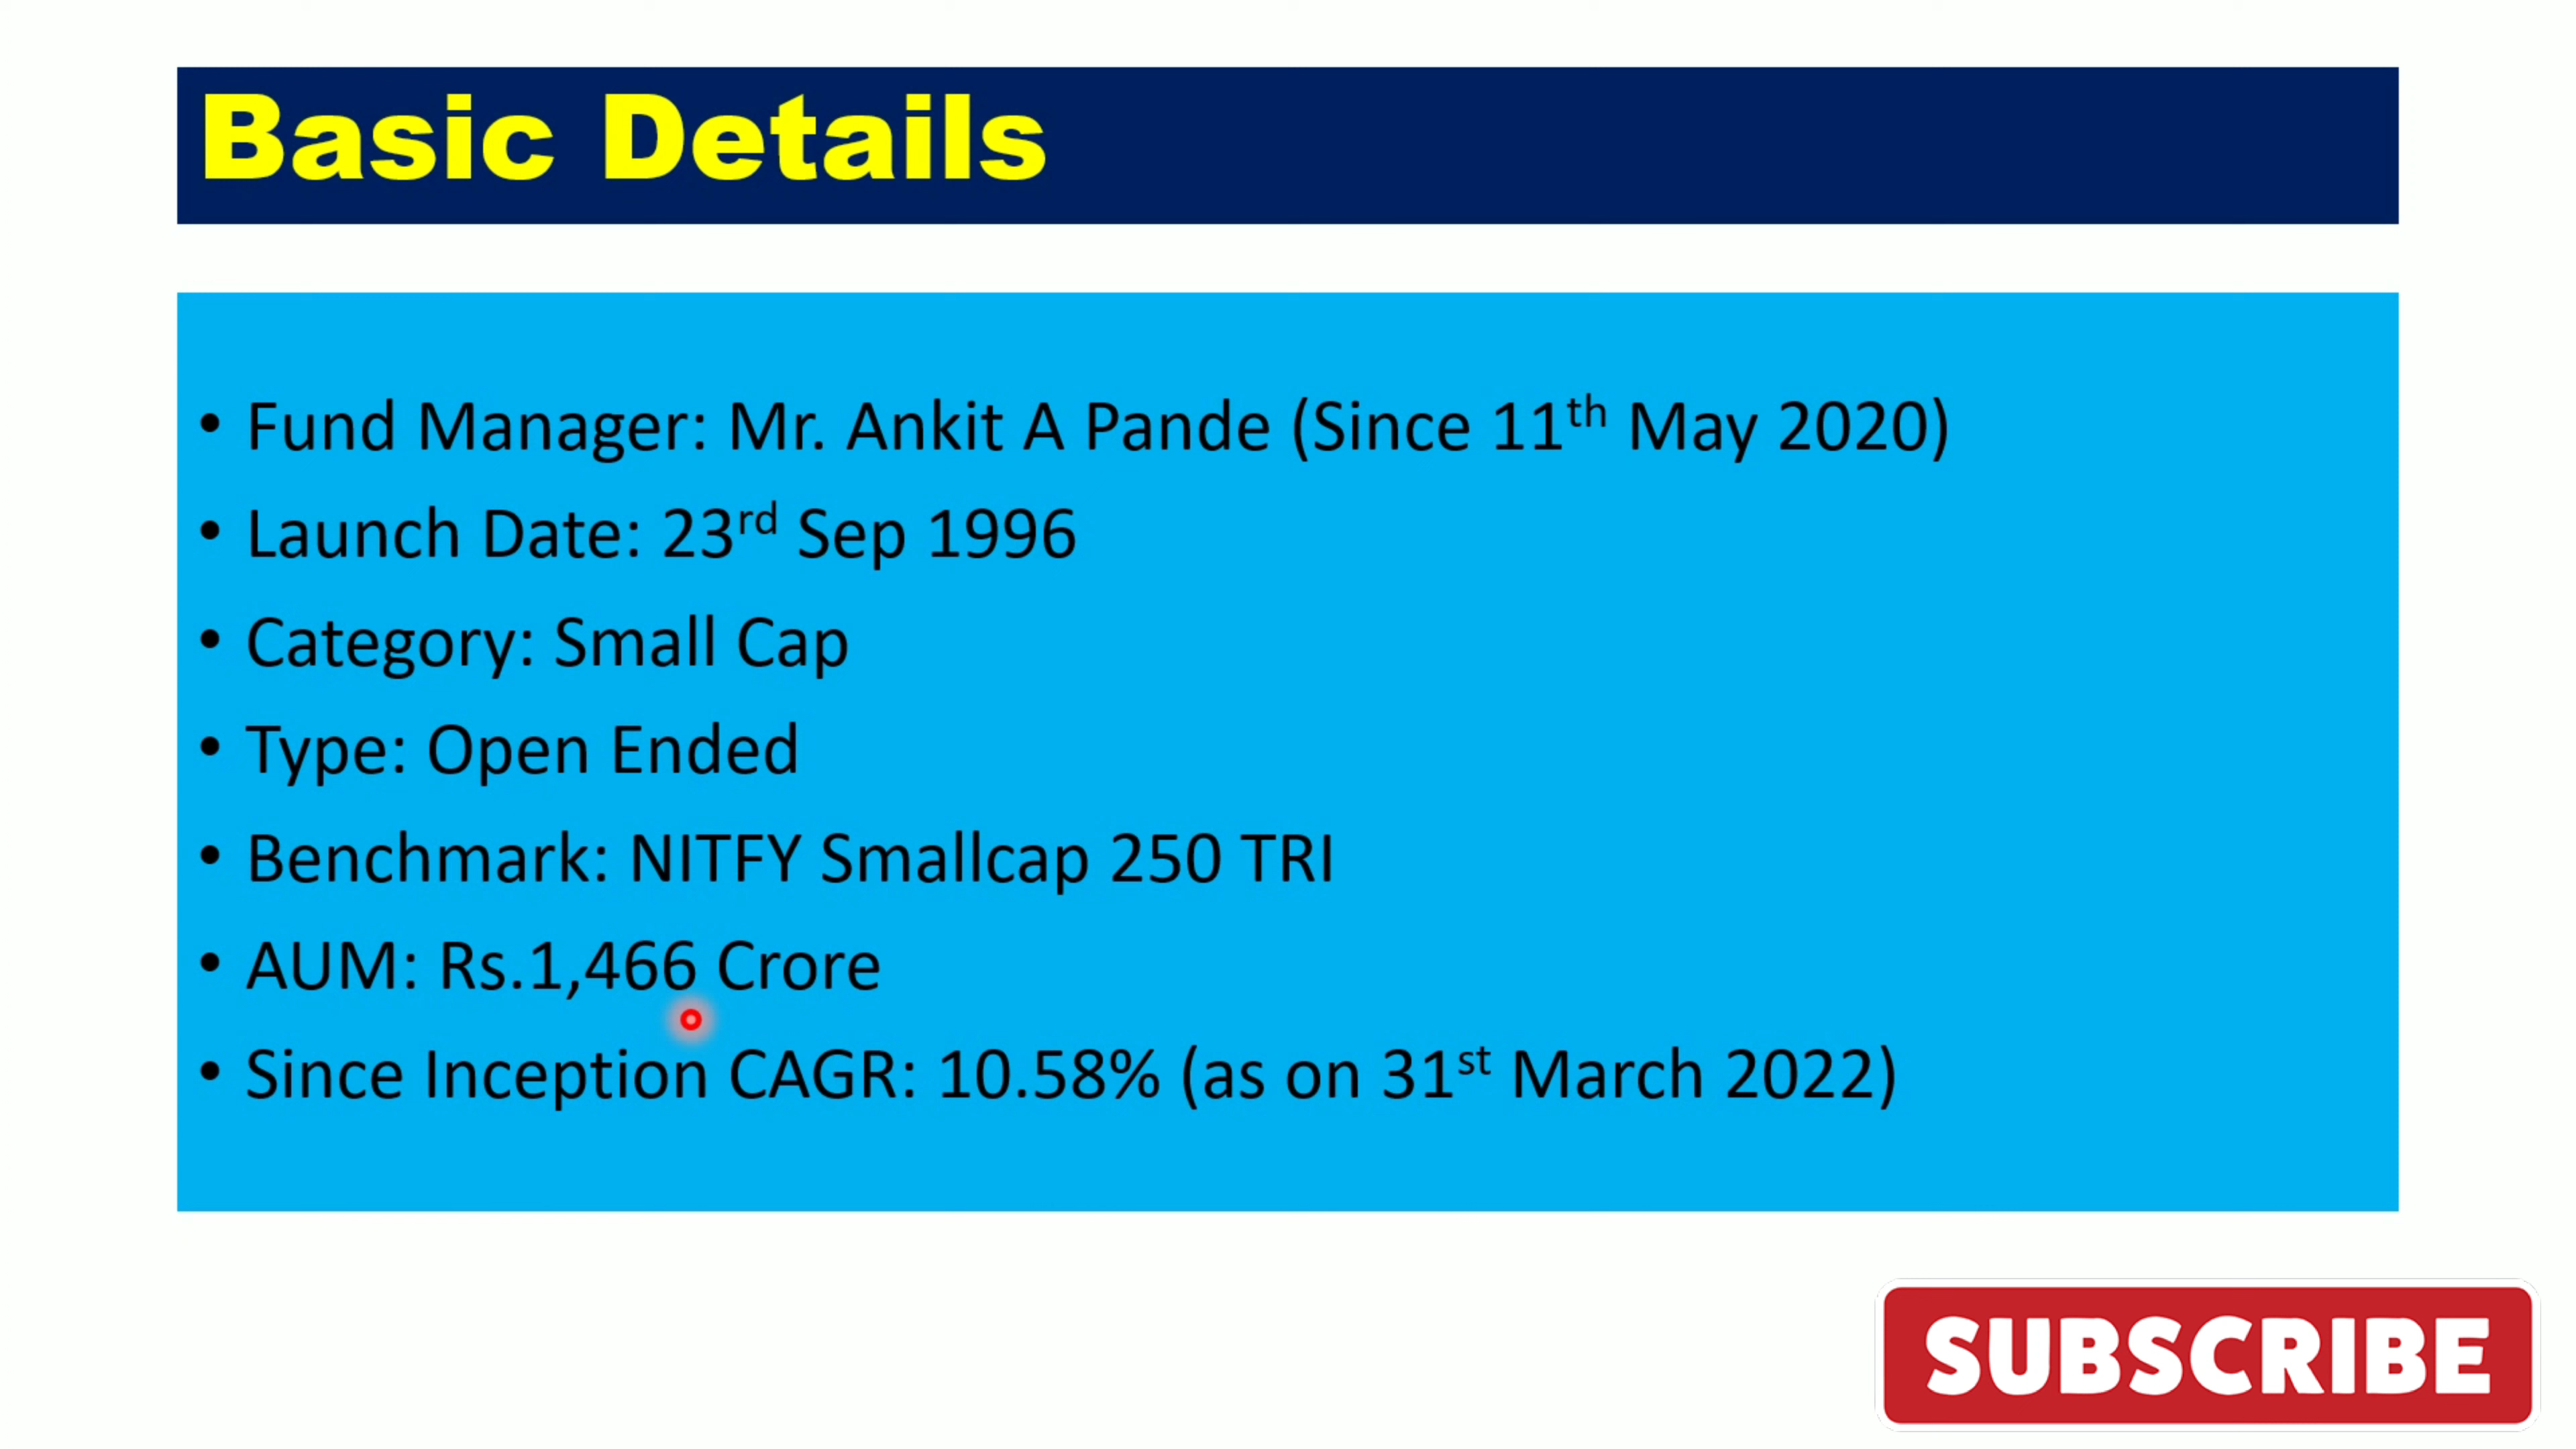 Basic Details
• Fund Manager: Mr. Ankit A Pande (Since 11th May 2020)
• Launch Date: 23rd Sep 1996
• Category: Small Cap
• Type: Open Ended
• Benchmark: NITFY Smallcap 250 TRI
• AUM: Rs.1,466 Crore
• Since Inception CAGR: 10.58% (as on 31st March 2022)
SUBSCRIBE